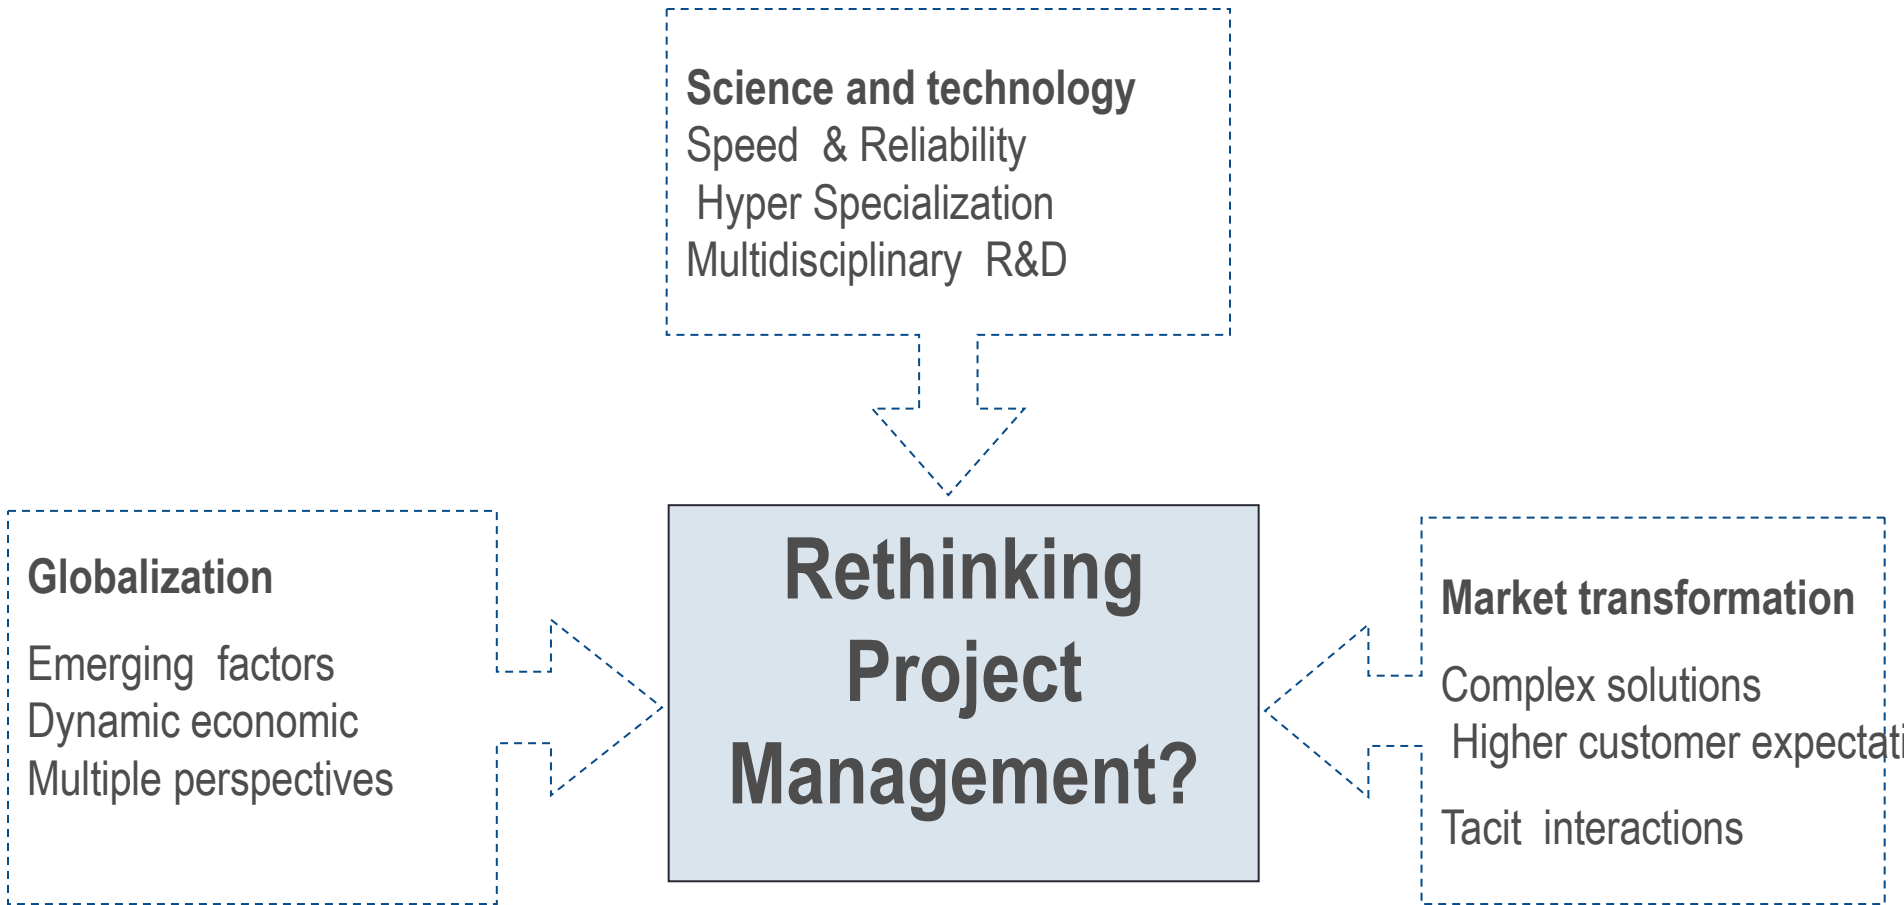 Science and technology
Speed & Reliability
Hyper Specialization
Multidisciplinary R&D
Globalization
Emerging factors
Dynamic economic
Multiple perspectives
Rethinking
Project
Management?
Market transformation
Complex solutions
Higher customer
Tacit interactions